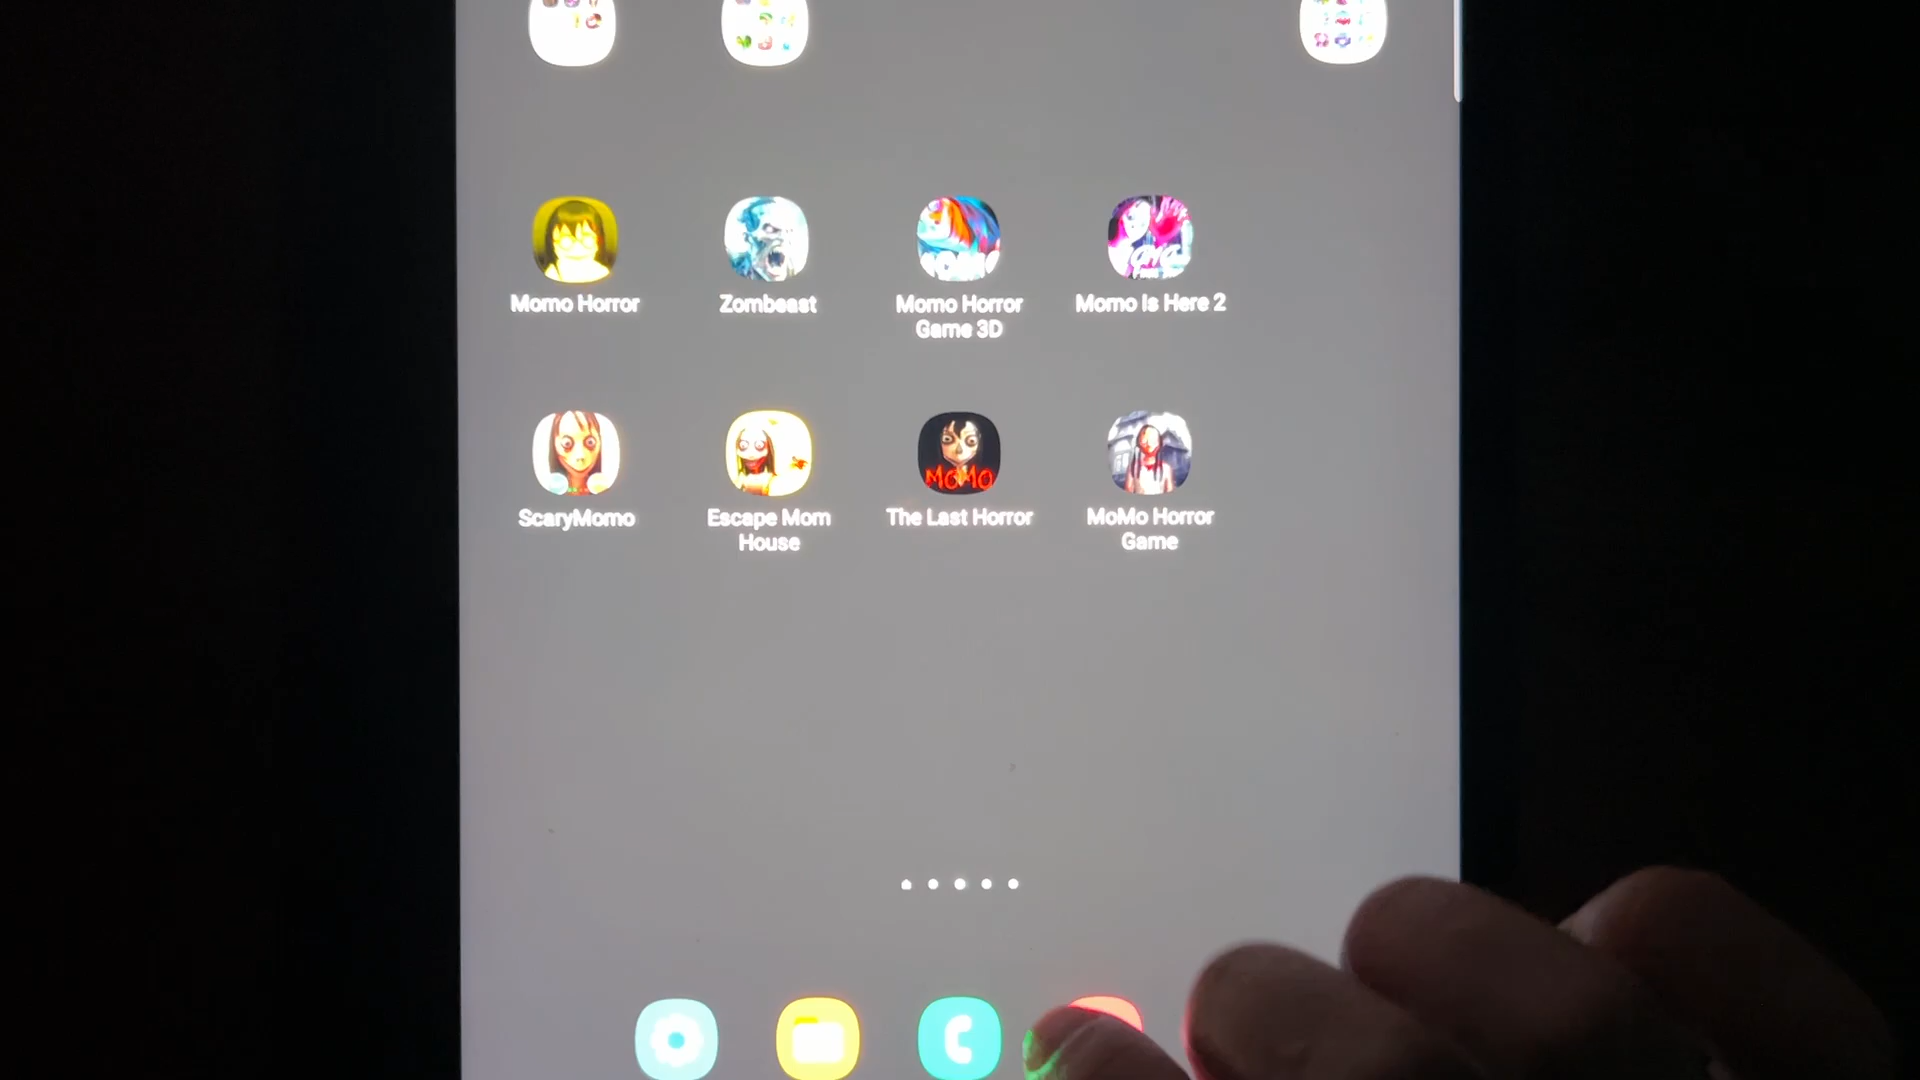 Momo Horror
Zombeast
Momo Horror
Game 3D
Momo Is Here 2
ScaryMomo
Escape Mom
House
The Last Horror
MOMO
MoMo Horror
Game